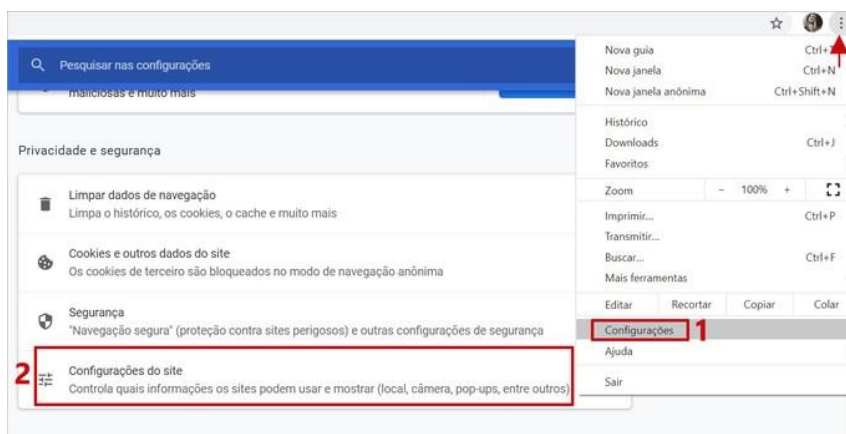 Pesquisar nas configurações
maliciosas e muito mais
Privacidade e segurança
Limpar dados de navegação
Limpa o histórico, os cookies, o cache e muito mais
Cookies e outros dados do site
Os cookies de terceiro são bloqueados no modo de navegação anônima
Segurança
"Navegação segura" (proteção contra sites perigosos) e outras configurações de segurança
2
Configurações do site
Controla quais informações os sites podem usar e mostrar (local, câmera, pop-ups, entre outros)
Nova guia
Nova janela Ctrl+N
Nova janela anônima Ctrl+Shift+N
Histórico
Downloads Ctrl+J
Favoritos
Zoom - 100% +
Imprimir... Ctrl+P
Transmitir...
Buscar... Ctrl+F
Mais ferramentas
Editar Recortar Copiar Colar
Configurações 1
Ajuda
Sair